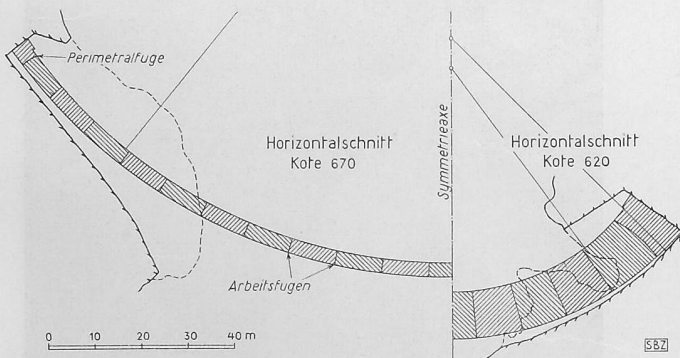 Perimetralfuge
Horizontalschnitt
Kote 670
Symmetrieaxe
Horizontalschnitt
Kote 620
Arbeitsfugen
0 10 20 30 40 m
SBZ